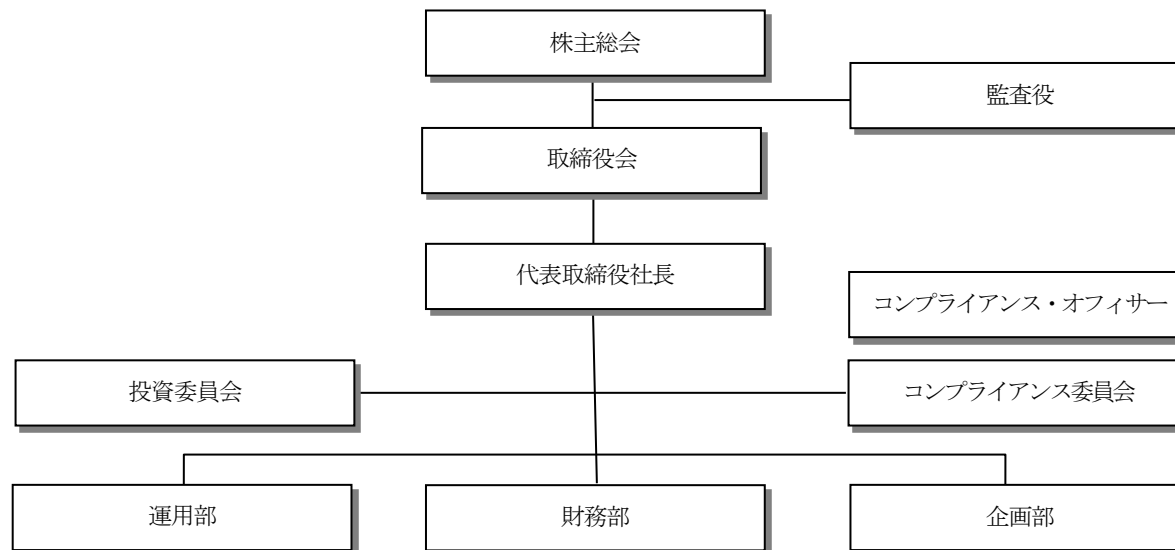 株主総会
監査役
取締役会
代表取締役社長
コンプライアンス・オフィサー
投資委員会
コンプライアンス委員会
運用部
財務部
企画部